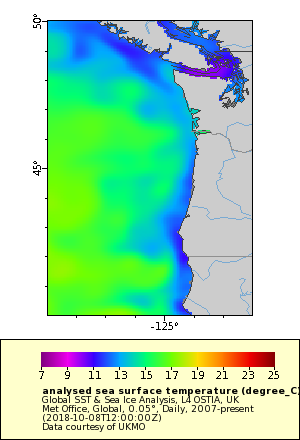 50°
45°
-125°
7 9 11 13 15 17 19 21 23 25
analysed sea surface temperature (degree_C)
Global SST & Sea Ice Analysis, L4 OSTIA, UK
Met Office, Global, 0.05°, Daily, 2007-present
(2018-10-08T12:00:00Z)
Data courtesy of UKMO